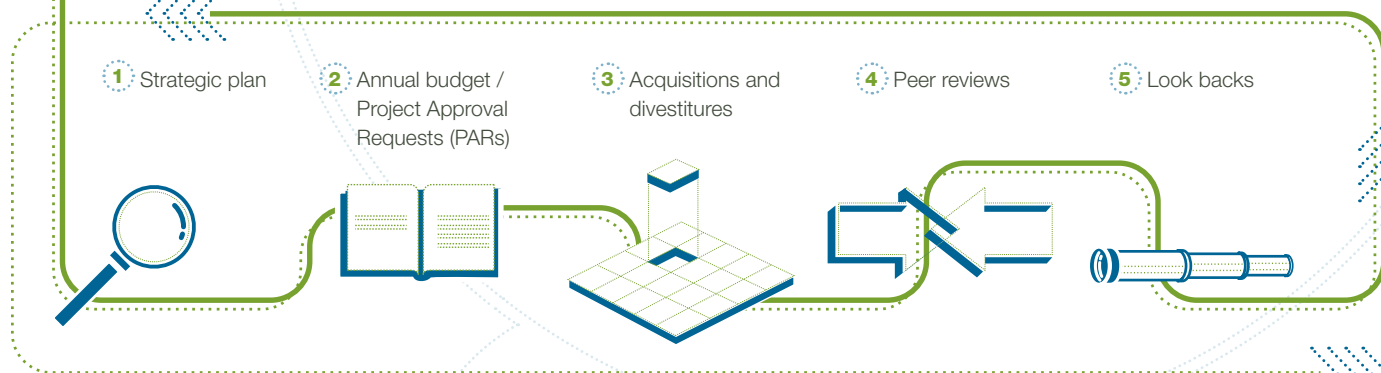 1 Strategic plan
2 Annual budget /
Project Approval
Requests (PARs)
3 Acquisitions and
divestitures
4 Peer reviews
5 Look backs